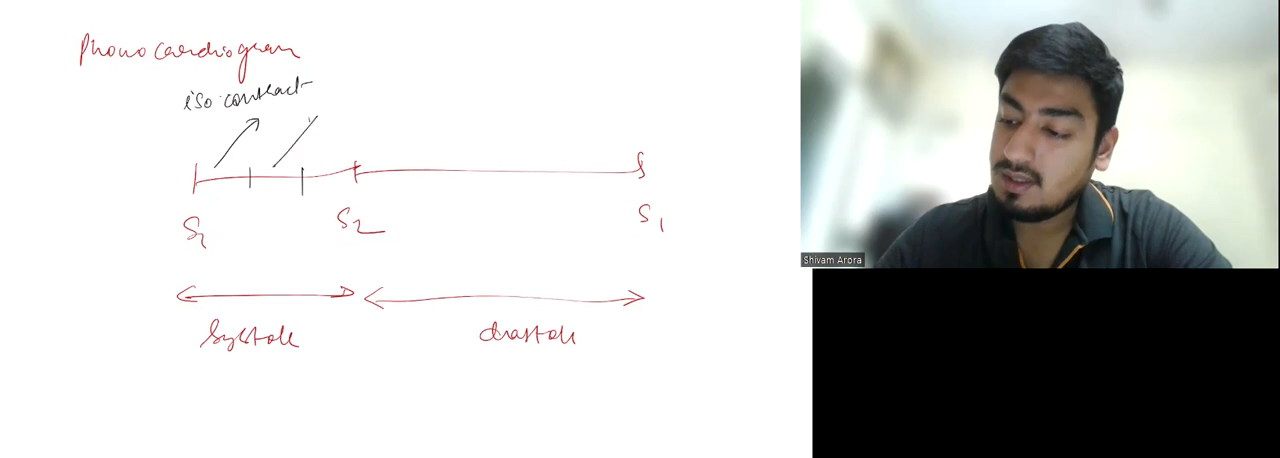 Phonocardiogram
iso contract
S1 S2 S1
Systole diastole
Shivam Arora